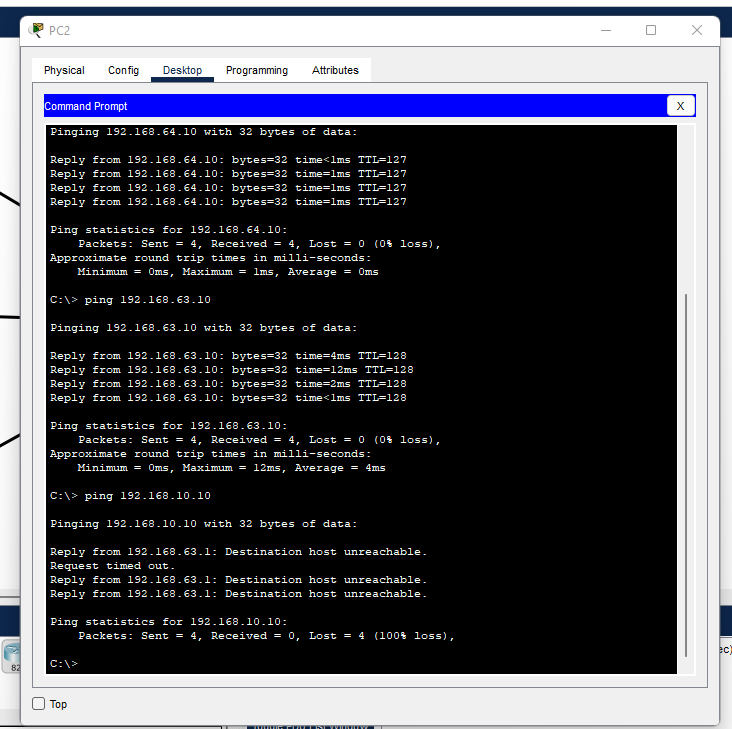 PC2
Physical Config Desktop Programming Attributes
Command Prompt X
Pinging 192.168.64.10 with 32 bytes of data:
Reply from 192.168.64.10: bytes=32 time<1ms TTL=127
Reply from 192.168.64.10: bytes=32 time=1ms TTL=127
Reply from 192.168.64.10: bytes=32 time=1ms TTL=127
Reply from 192.168.64.10: bytes=32 time=1ms TTL=127
Ping statistics for 192.168.64.10:
Packets: Sent = 4, Received = 4, Lost = 0 (0% loss),
Approximate round trip times in milli-seconds:
Minimum = 0ms, Maximum = 1ms, Average = 0ms
C:\> ping 192.168.63.10
Pinging 192.168.63.10 with 32 bytes of data:
Reply from 192.168.63.10: bytes=32 time=4ms TTL=128
Reply from 192.168.63.10: bytes=32 time=12ms TTL=128
Reply from 192.168.63.10: bytes=32 time=2ms TTL=128
Reply from 192.168.63.10: bytes=32 time<1ms TTL=128
Ping statistics for 192.168.63.10:
Packets: Sent = 4, Received = 4, Lost = 0 (0% loss),
Approximate round trip times in milli-seconds:
Minimum = 0ms, Maximum = 12ms, Average = 4ms
C:\> ping 192.168.10.10
Pinging 192.168.10.10 with 32 bytes of data:
Reply from 192.168.63.1: Destination host unreachable.
Request timed out.
Reply from 192.168.63.1: Destination host unreachable.
Reply from 192.168.63.1: Destination host unreachable.
Ping statistics for 192.168.10.10:
Packets: Sent = 4, Received = 0, Lost = 4 (100% loss),
C:\>
Top